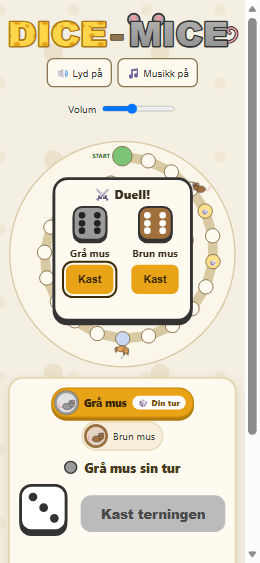 DICE-MICE
Lyd på
Musikk på
Volum
START
Duell!
Grå mus
Brun mus
Kast
Kast
Grå mus
Din tur
Brun mus
Grå mus sin tur
Kast terningen